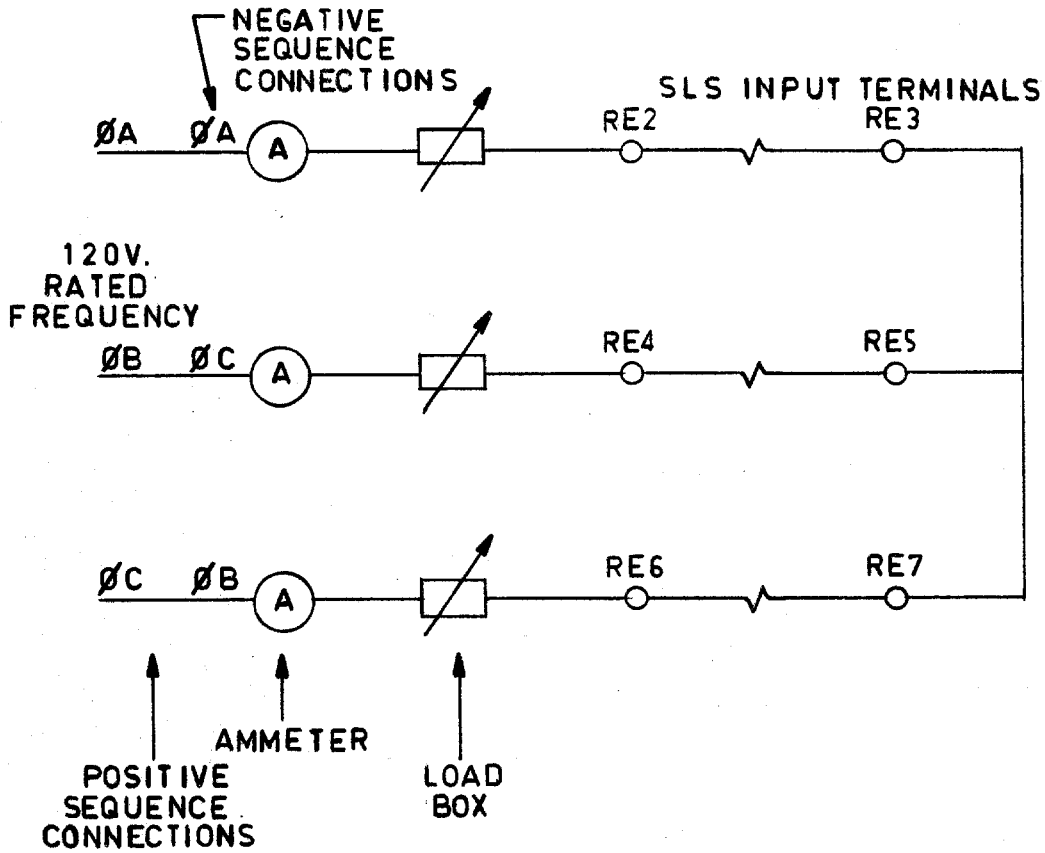 NEGATIVE
SEQUENCE
CONNECTIONS
SLS INPUT TERMINALS
ØA ØA A RE2 RE3
120V.
RATED
FREQUENCY
ØB ØC A RE4 RE5
ØC ØB A RE6 RE7
AMMETER
POSITIVE
SEQUENCE
CONNECTIONS
LOAD
BOX